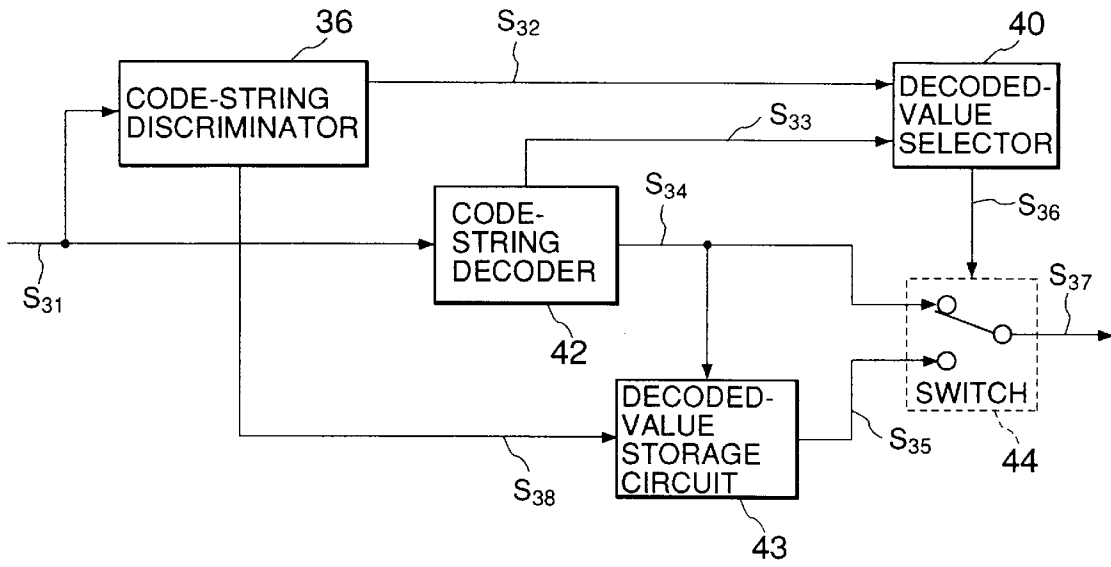 36
S32
40
CODE-STRING
DISCRIMINATOR
DECODED-
VALUE
SELECTOR
S33
S34
S36
CODE-
STRING
DECODER
S31
S37
42
SWITCH
44
DECODED-
VALUE
STORAGE
CIRCUIT
S35
S38
43